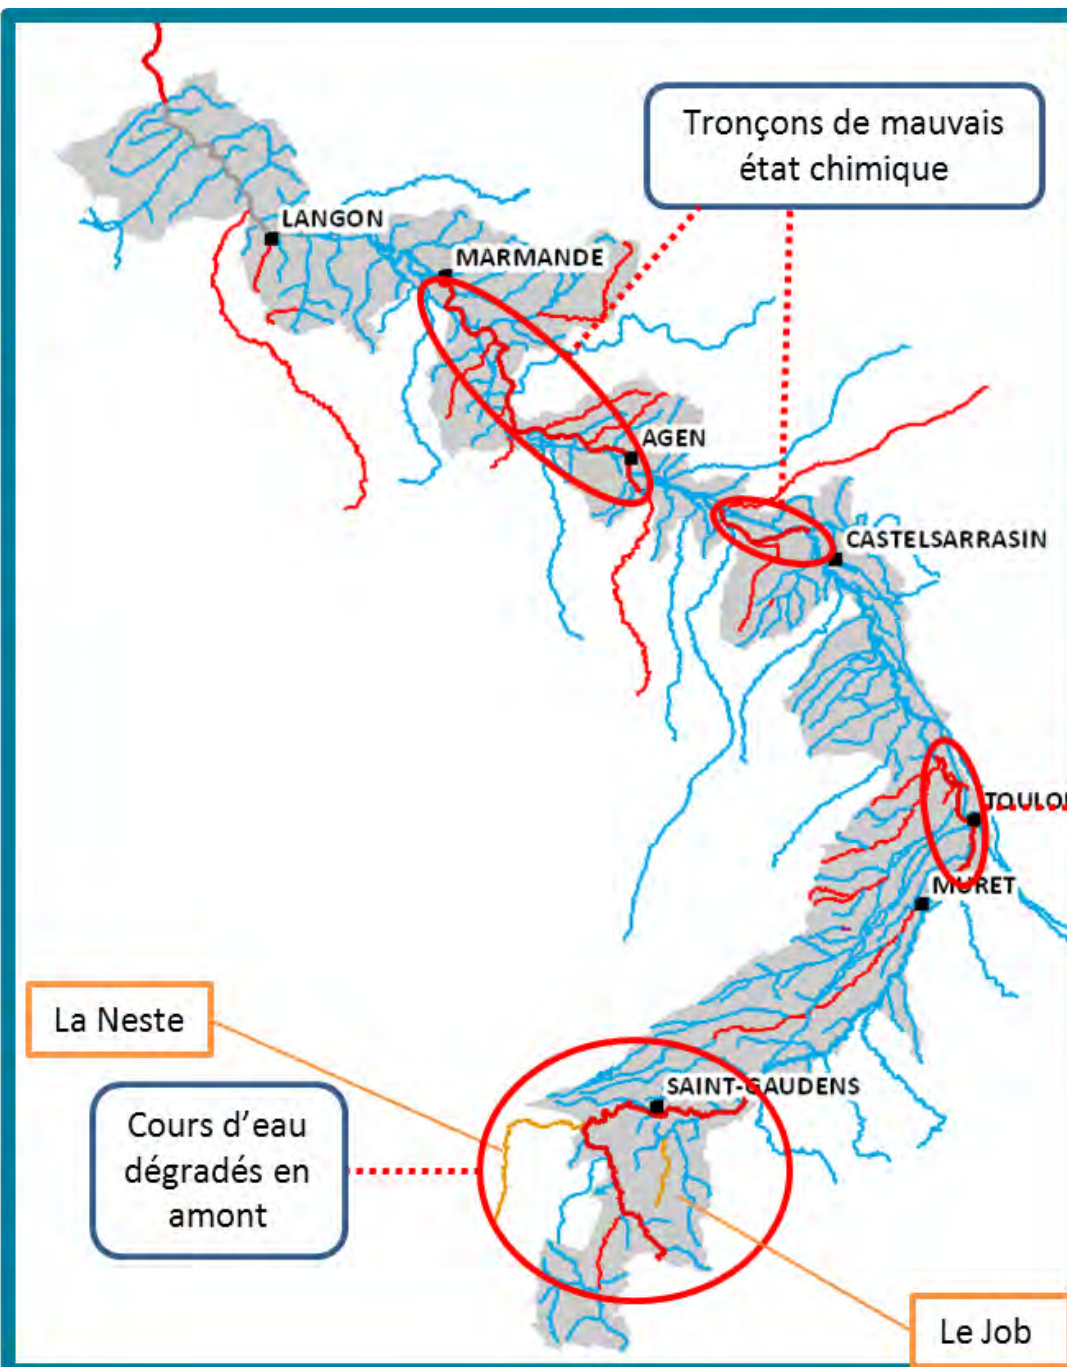 Tronçons de mauvais
état chimique
LANGON
MARMANDE
AGEN
CASTELSARRASIN
TOULOU
MURET
La Neste
SAINT-GAUDENS
Cours d’eau
dégradés en
amont
Le Job